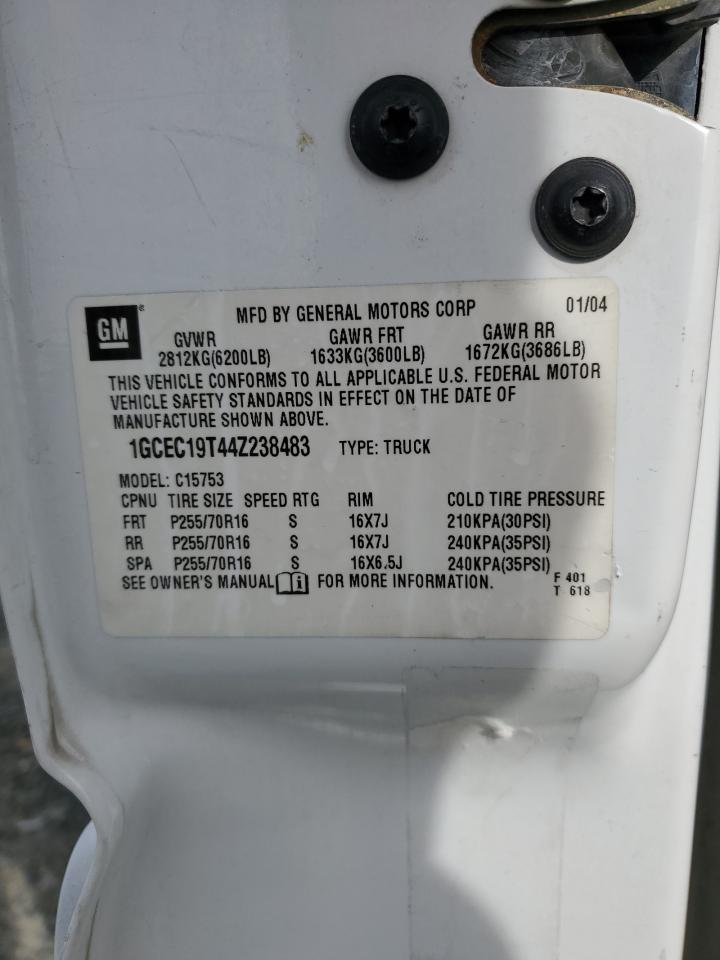 GM
®
MFD BY GENERAL MOTORS CORP 01/04
GVWR GAWR FRT GAWR RR
2812KG(6200LB) 1633KG(3600LB) 1672KG(3686LB)
THIS VEHICLE CONFORMS TO ALL APPLICABLE U.S. FEDERAL MOTOR
VEHICLE SAFETY STANDARDS IN EFFECT ON THE DATE OF
MANUFACTURE SHOWN ABOVE.
1GCEC19T44Z238483 TYPE: TRUCK
MODEL: C15753
CPNU TIRE SIZE SPEED RTG RIM COLD TIRE PRESSURE
FRT P255/70R16 S 16X7J 210KPA(30PSI)
RR P255/70R16 S 16X7J 240KPA(35PSI)
SPA P255/70R16 S 16X6.5J 240KPA(35PSI)
SEE OWNER'S MANUAL i FOR MORE INFORMATION.
F 401
T 618